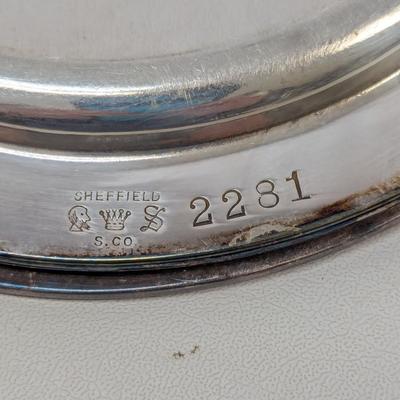 SHEFFIELD
S 2281
S. CO